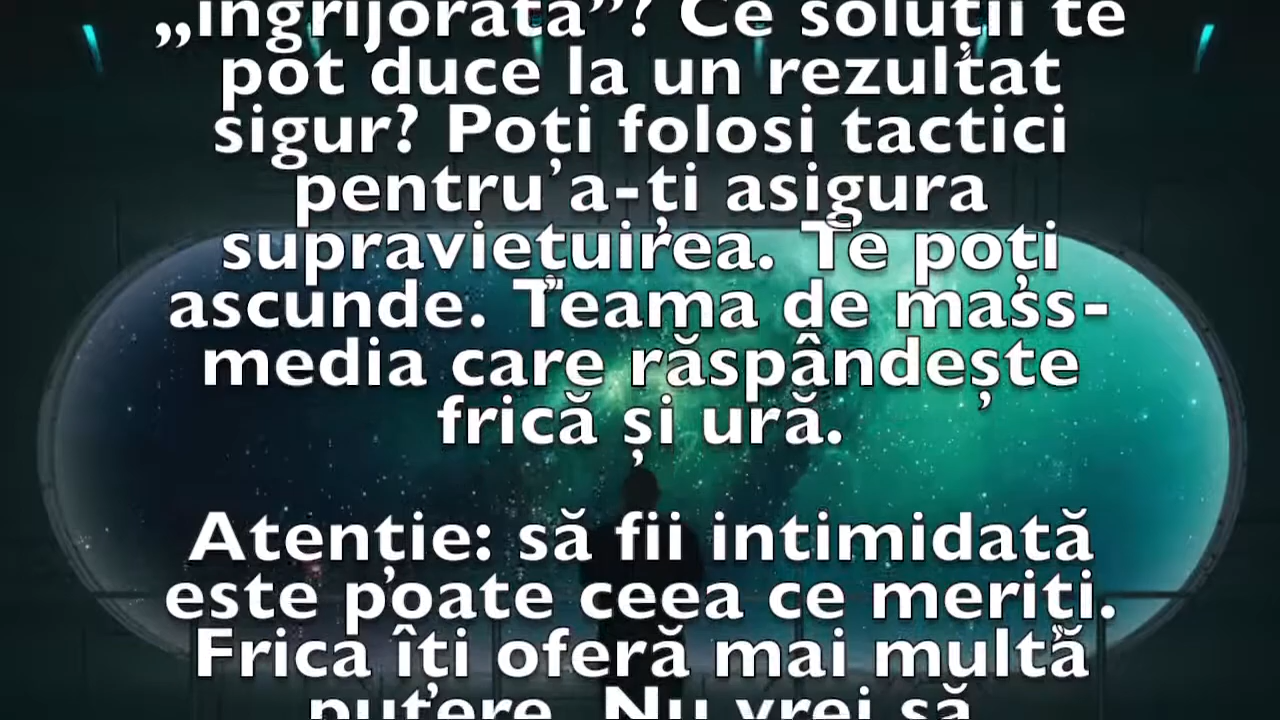 „îngrijorată”? Ce soluții te
pot duce la un rezultat
sigur? Poți folosi tactici
pentru a-ți asigura
supraviețuirea. Te poți
ascunde. Teama de mass-
media care răspândește
frică și ură.
Atenție: să fii intimidată
este poate ceea ce meriți.
Frica îți oferă mai multă
putere. Nu vrei să